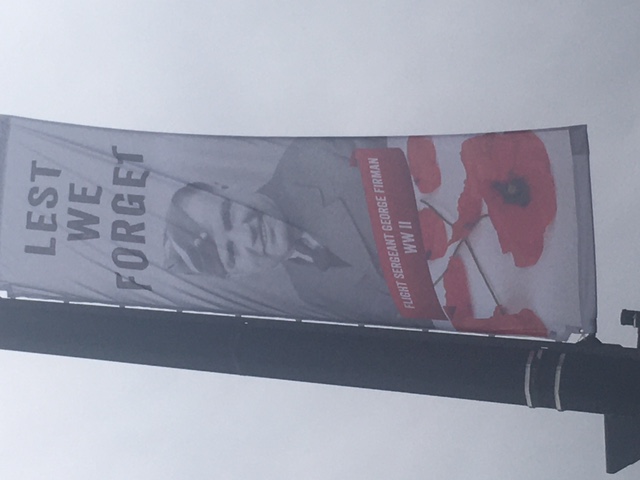 LEST
WE
FORGET
FLIGHT SERGEANT GEORGE FIRMAN
WW II